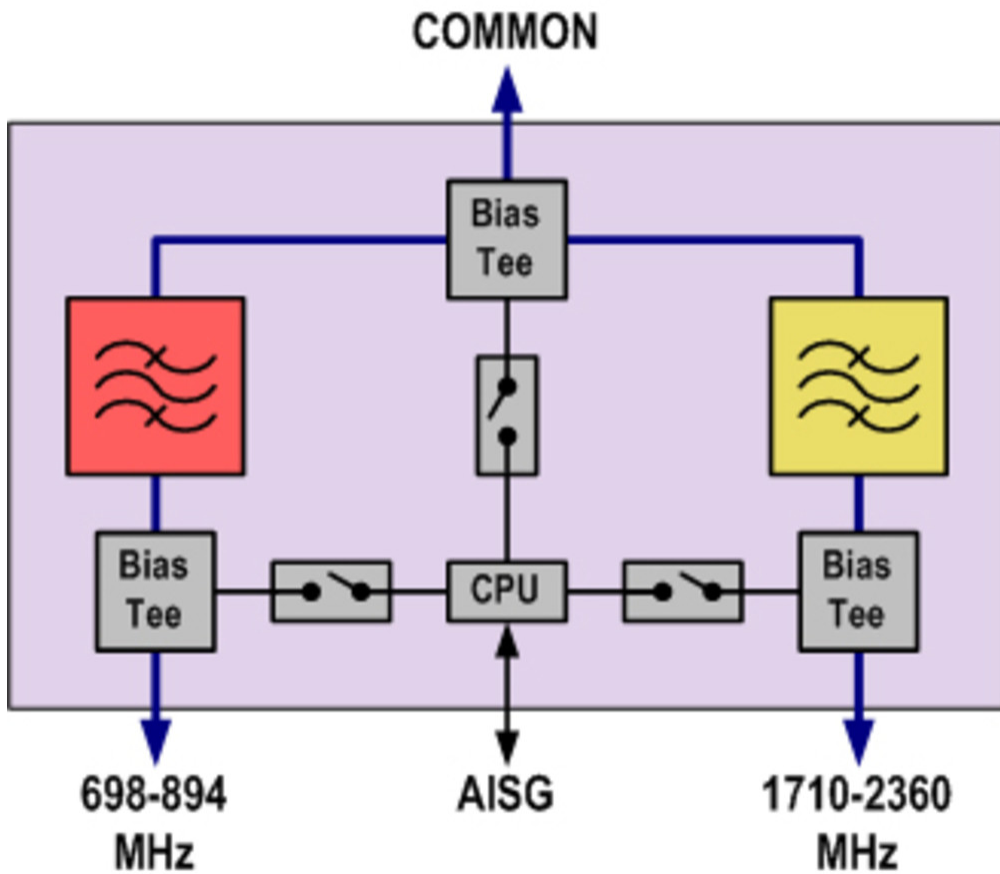 COMMON
Bias
Tee
Bias
Tee
CPU
Bias
Tee
698-894
MHz
AISG
1710-2360
MHz